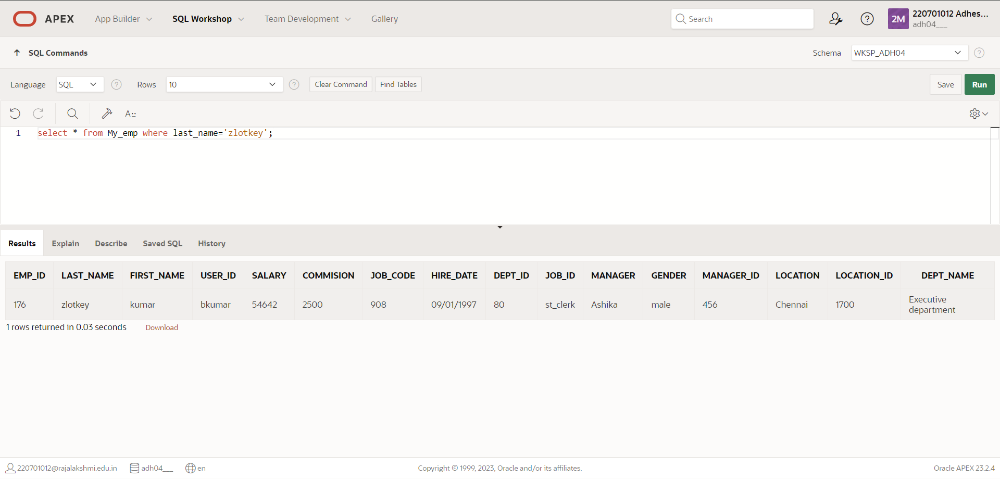 APEX App Builder SQL Workshop Team Development Gallery Search 2M 220701012 Adhes...
adh04___
SQL Commands Schema WKSP_ADH04
Language SQL Rows 10 Clear Command Find Tables Save Run
A::
1 select * from My_emp where last_name='zlotkey';
Results Explain Describe Saved SQL History
EMP_ID LAST_NAME FIRST_NAME USER_ID SALARY COMMISION JOB_CODE HIRE_DATE DEPT_ID JOB_ID MANAGER GENDER MANAGER_ID LOCATION LOCATION_ID DEPT_NAME
176 zlotkey kumar bkumar 54642 2500 908 09/01/1997 80 st_clerk Ashika male 456 Chennai 1700 Executive
department
1 rows returned in 0.03 seconds Download
220701012@rajalakshmi.edu.in adh04___ en Copyright © 1999, 2023, Oracle and/or its affiliates. Oracle APEX 23.2.4